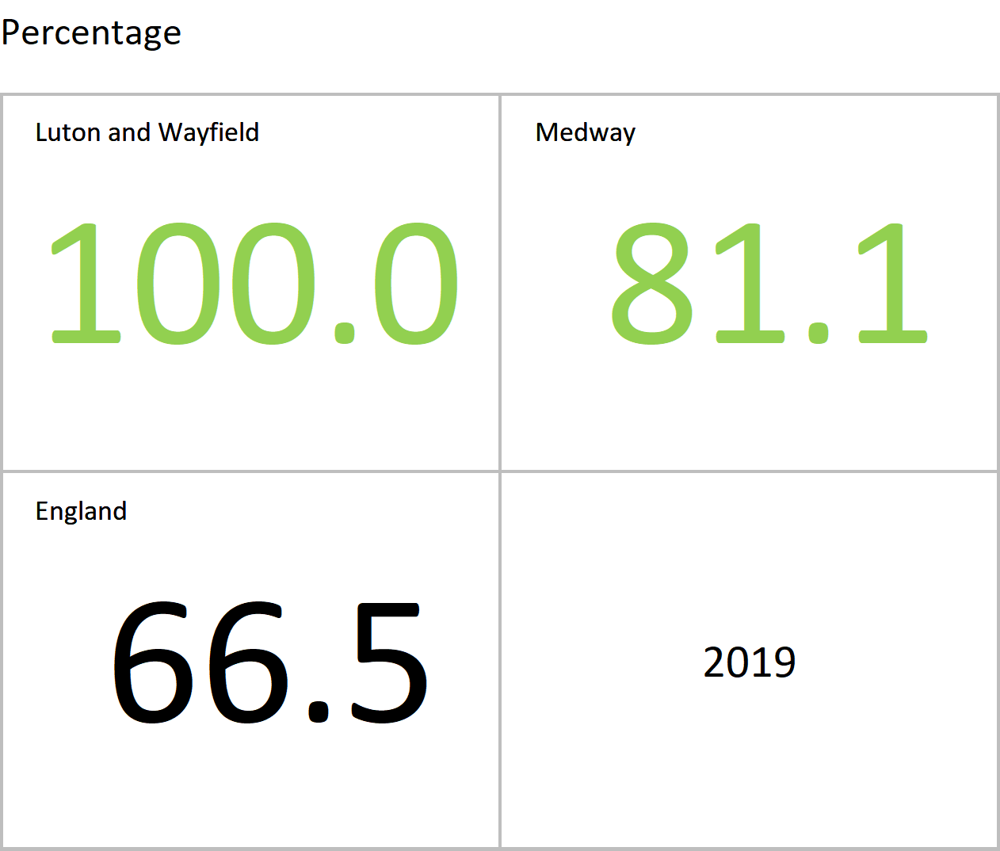 Percentage
Luton and Wayfield
100.0
Medway
81.1
England
66.5
2019